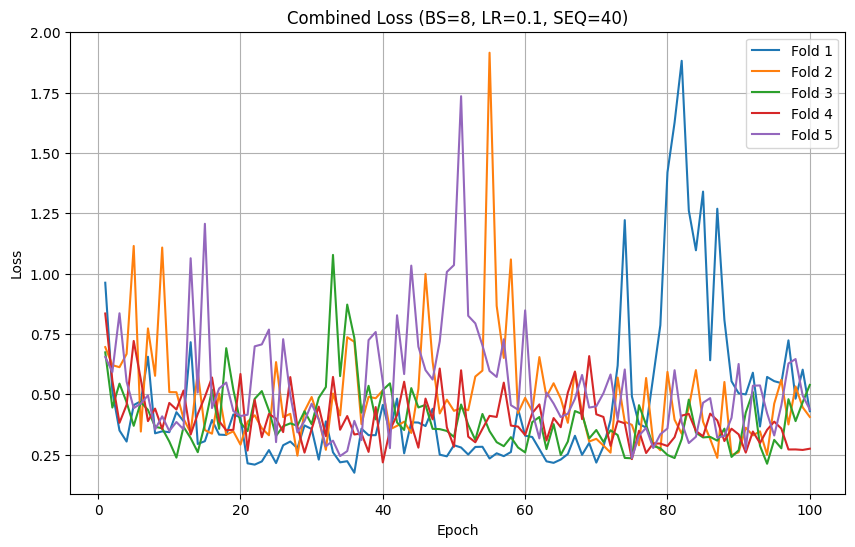 Combined Loss (BS=8, LR=0.1, SEQ=40)
Loss
2.00
1.75
1.50
1.25
1.00
0.75
0.50
0.25
0
20
40
60
80
100
Epoch
Fold 1
Fold 2
Fold 3
Fold 4
Fold 5